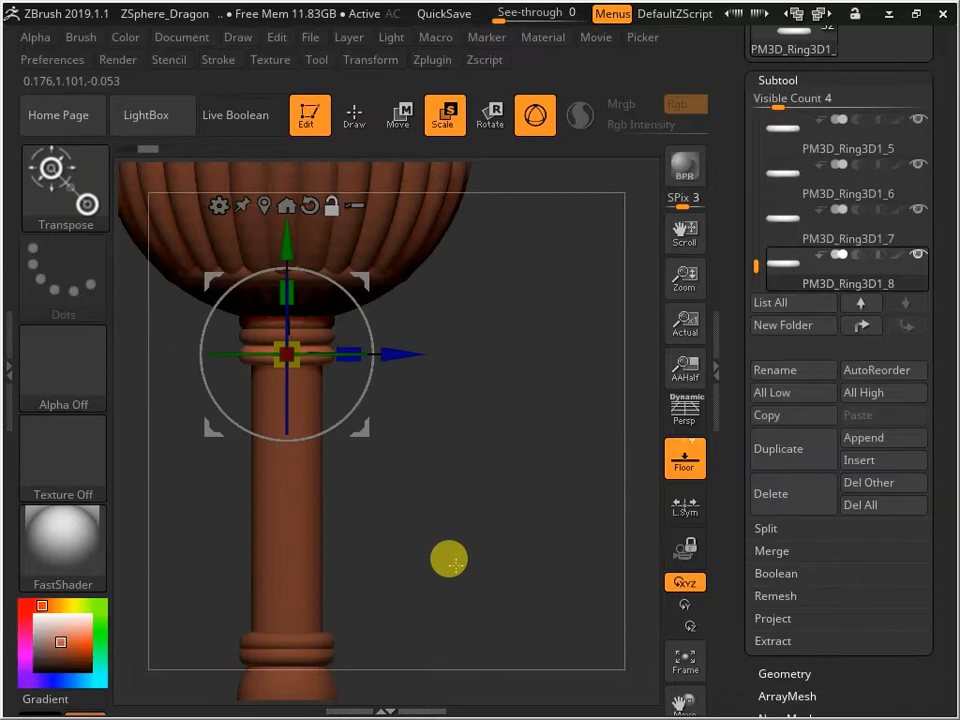 ZBrush 2019.1.1 ZSphere_Dragon .. • Free Mem 11.83GB • Active AC QuickSave See-through 0 Menus DefaultZScript
Alpha Brush Color Document Draw Edit File Layer Light Macro Marker Material Movie Picker
Preferences Render Stencil Stroke Texture Tool Transform Zplugin Zscript
0.176,1.101,-0.053
Home Page LightBox Live Boolean Edit Draw Move Scale Rotate Mrgb Rgb
Rgb Intensity
Transpose
Dots
Alpha Off
Texture Off
FastShader
Gradient
BPR
SPix 3
Scroll
Zoom
Actual
AAHalf
Dynamic
Persp
Floor
L.Sym
XYZ
Frame
Move
PM3D_Ring3D1_
Subtool
Visible Count 4
PM3D_Ring3D1_5
PM3D_Ring3D1_6
PM3D_Ring3D1_7
PM3D_Ring3D1_8
List All
New Folder
Rename AutoReorder
All Low All High
Copy Paste
Duplicate Append
Insert
Delete Del Other
Del All
Split
Merge
Boolean
Remesh
Project
Extract
Geometry
ArrayMesh